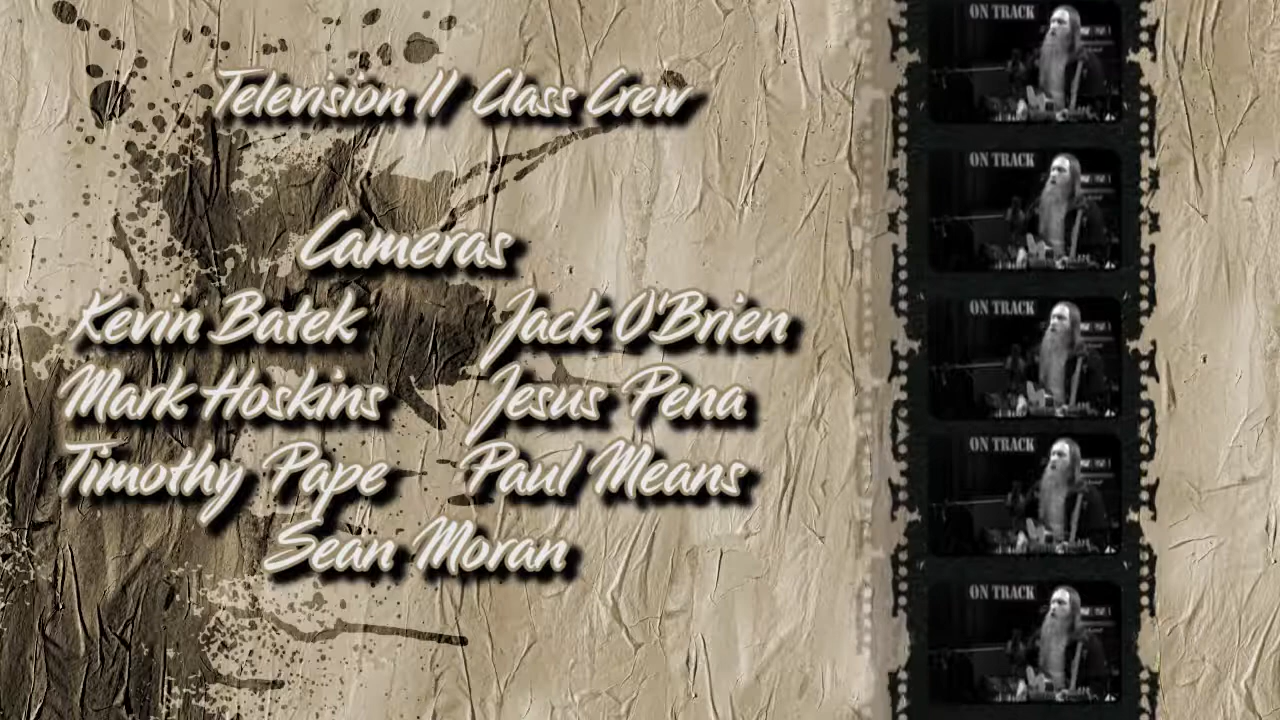 Television II Class Crew
Cameras
Kevin Batek Jack O'Brien
Mark Hoskins Jesus Pena
Timothy Pape Paul Means
Sean Moran
ON TRACK
ON TRACK
ON TRACK
ON TRACK
ON TRACK